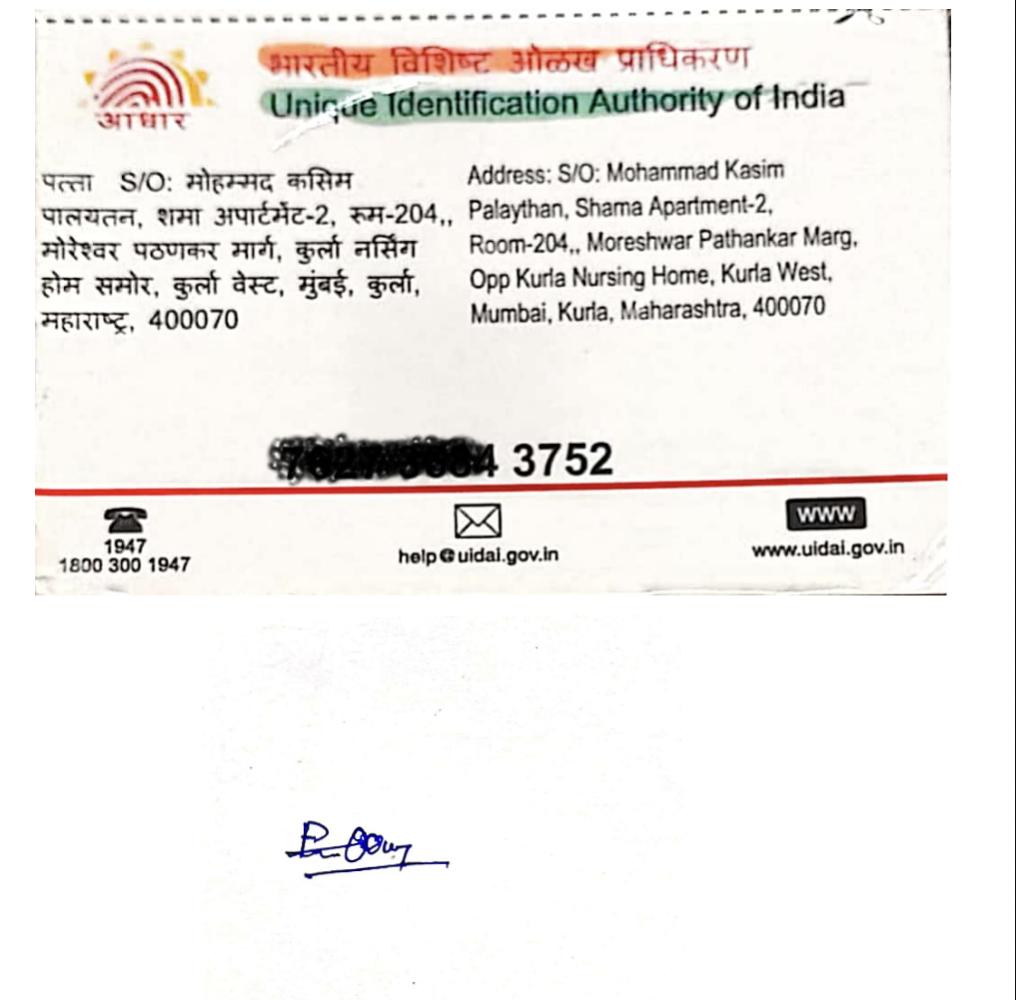 आधार
भारतीय विशिष्ट ओळख प्राधिकरण
Unique Identification Authority of India
पत्ता S/O: मोहम्मद कसिम
पालयतन, शमा अपार्टमेंट-2, रूम-204,,
मोरेश्वर पठणकर मार्ग, कुर्ला नर्सिंग
होम समोर, कुर्ला वेस्ट, मुंबई, कुर्ला,
महाराष्ट्र, 400070
Address: S/O: Mohammad Kasim
Palaythan, Shama Apartment-2,
Room-204,, Moreshwar Pathankar Marg,
Opp Kurla Nursing Home, Kurla West,
Mumbai, Kurla, Maharashtra, 400070
3752
1947
1800 300 1947
help@uidai.gov.in
www
www.uidai.gov.in